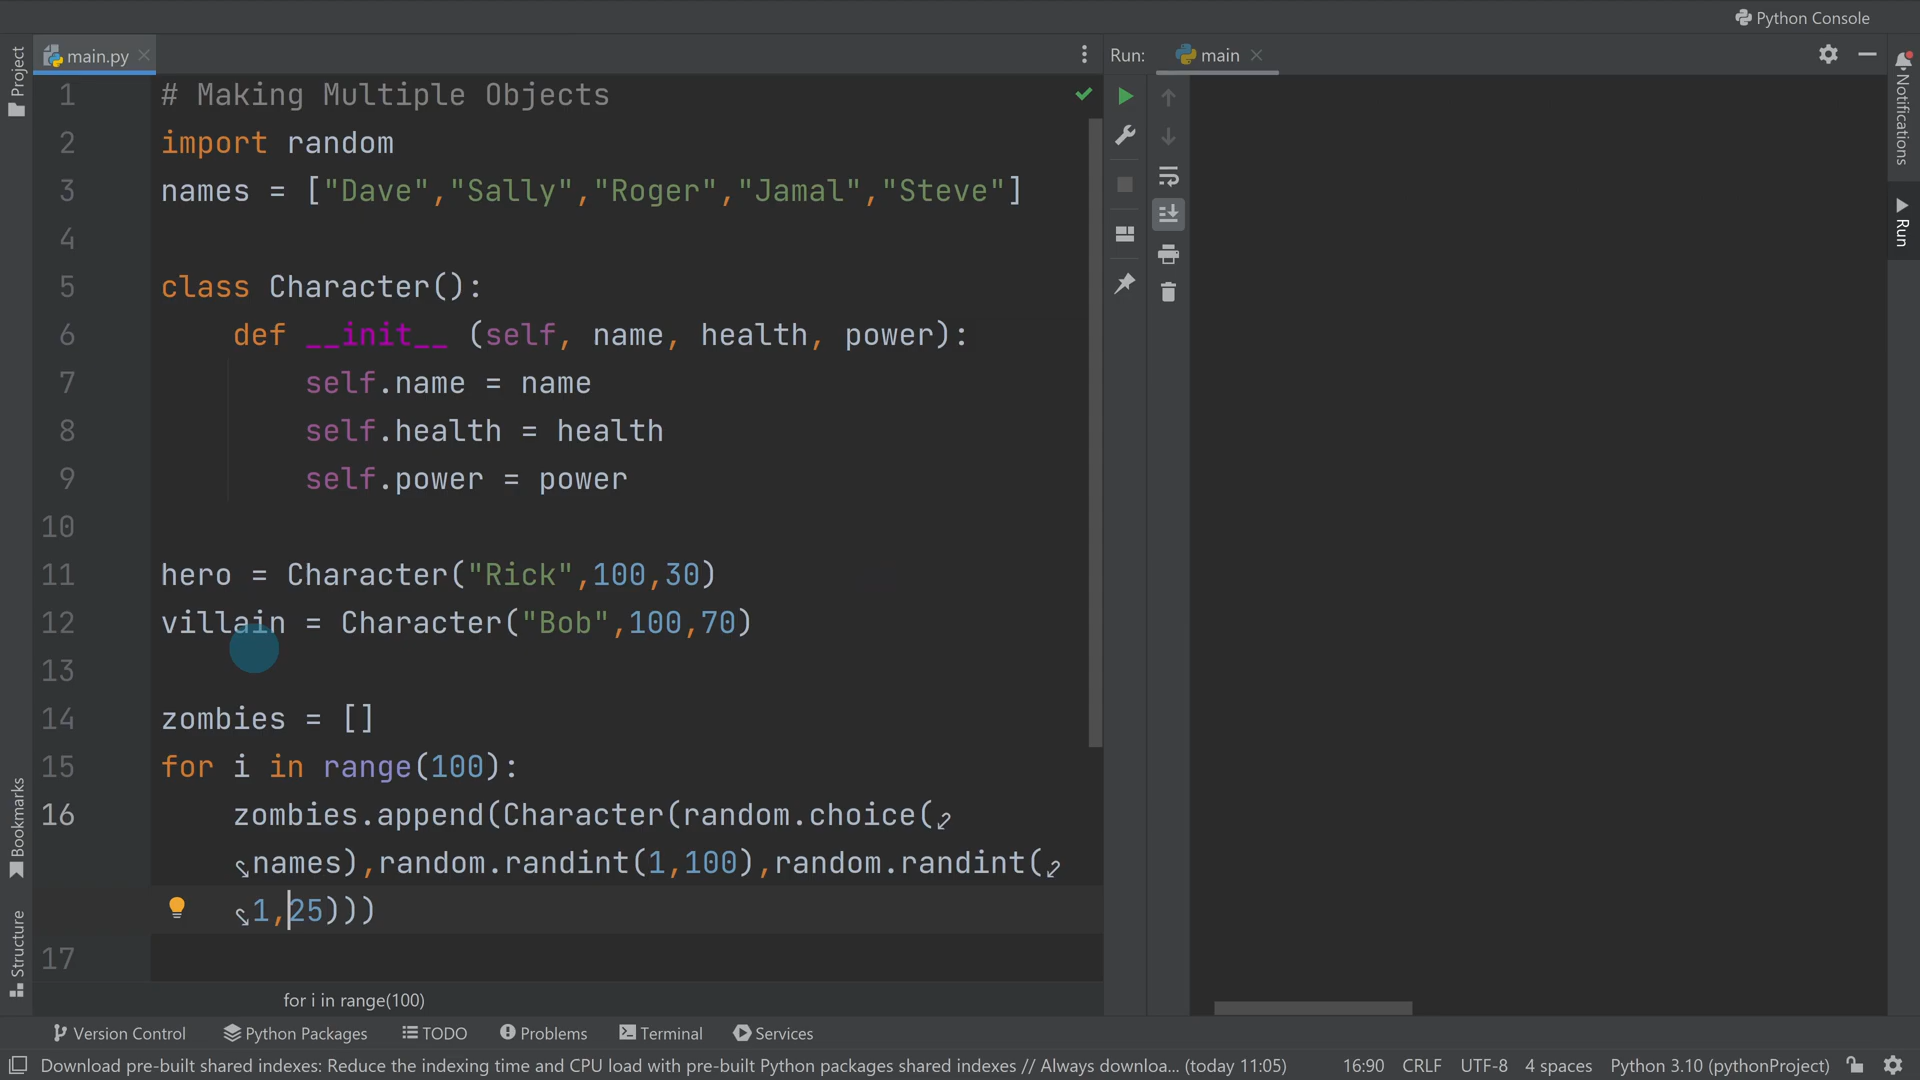 Python Console
Project
main.py
Run: main
Notifications
Run
1 # Making Multiple Objects
2 import random
3 names = ["Dave","Sally","Roger","Jamal","Steve"]
4
5 class Character():
6 def __init__ (self, name, health, power):
7 self.name = name
8 self.health = health
9 self.power = power
10
11 hero = Character("Rick",100,30)
12 villain = Character("Bob",100,70)
13
14 zombies = []
15 for i in range(100):
16 zombies.append(Character(random.choice(
names),random.randint(1,100),random.randint(
1,25)))
17
Bookmarks
Structure
for i in range(100)
Version Control Python Packages TODO Problems Terminal Services
Download pre-built shared indexes: Reduce the indexing time and CPU load with pre-built Python packages shared indexes // Always downloa... (today 11:05) 16:90 CRLF UTF-8 4 spaces Python 3.10 (pythonProject)